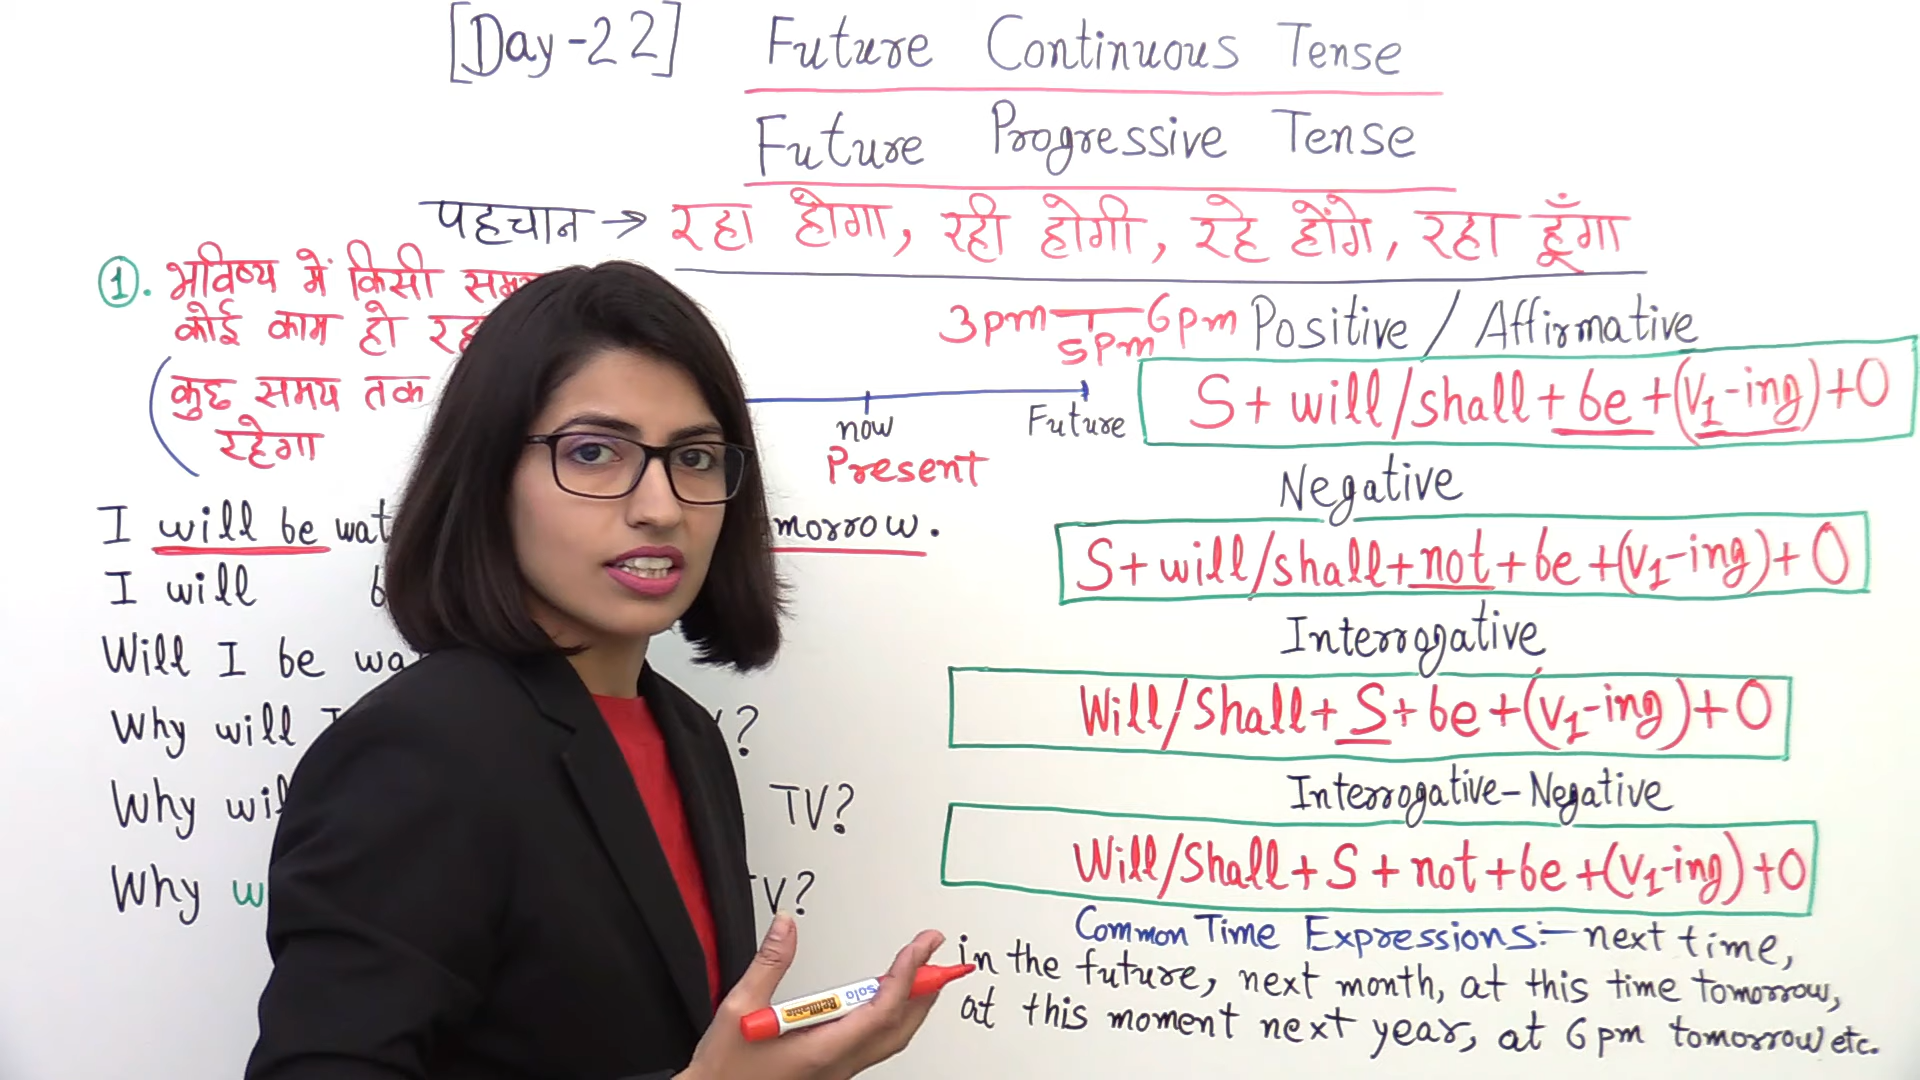 [Day-22] Future Continuous Tense
Future Progressive Tense
पहचान → रहा होगा, रही होगी, रहे होंगे, रहा हूँगा
1. भविष्य में किसी
कोई काम हो
कुछ समय तक
रहेगा
3pm 6pm
5pm
now
Present
Future
I will be
I will
Will I be
Why will I ?
Why TV?
Why TV?
Positive / Affirmative
S+ will/shall + be + (V1-ing) + O
Negative
S+ will/shall + not + be + (V1-ing) + O
Interrogative
Will/Shall + S + be + (V1-ing) + O
Interrogative-Negative
Will/Shall + S + not + be + (V1-ing) + O
Common Time Expressions:- next time,
in the future, next month, at this time tomorrow,
at this moment next year, at 6pm tomorrow etc.
Refillable solo